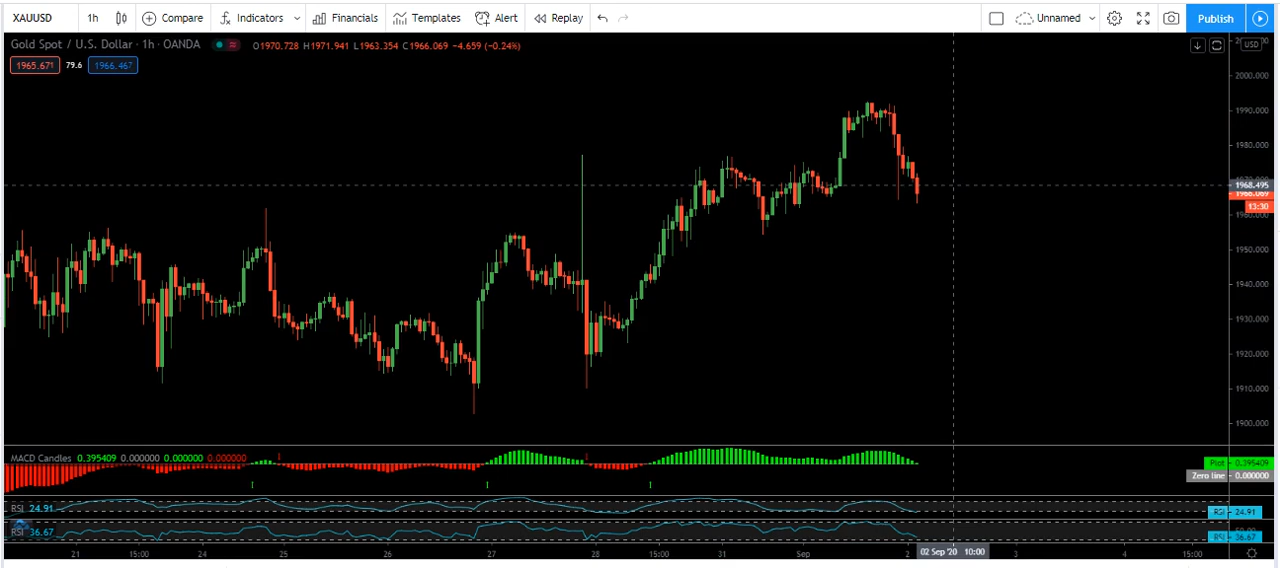 XAUUSD 1h Compare Indicators Financials Templates Alert Replay Unnamed Publish
Gold Spot / U.S. Dollar · 1h · OANDA O1970.728 H1971.941 L1963.354 C1966.069 −4.659 (−0.24%) USD
1965.671 79.6 1966.467
2000.000
1990.000
1980.000
1968.495
1966.069
13:30
1960.000
1950.000
1940.000
1930.000
1920.000
1910.000
1900.000
MACD Candles 0.395409 0.000000 0.000000 0.000000
Plot 0.395409
Zero line 0.000000
RSI 24.91 RSI 24.91
RSI 36.67 RSI 36.67
21 15:00 24 25 26 27 28 15:00 31 Sep 2 02 Sep '20 10:00 3 4 15:00